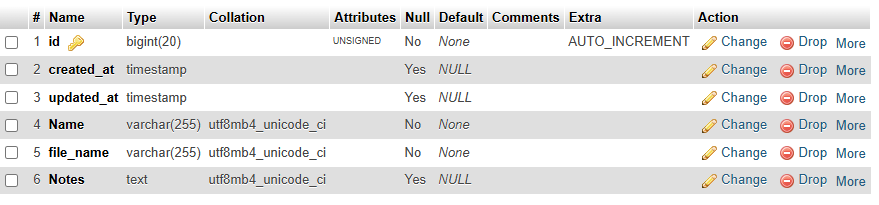 # Name Type Collation Attributes Null Default Comments Extra Action
1 id bigint(20) UNSIGNED No None AUTO_INCREMENT Change Drop More
2 created_at timestamp Yes NULL Change Drop More
3 updated_at timestamp Yes NULL Change Drop More
4 Name varchar(255) utf8mb4_unicode_ci No None Change Drop More
5 file_name varchar(255) utf8mb4_unicode_ci No None Change Drop More
6 Notes text utf8mb4_unicode_ci Yes NULL Change Drop More